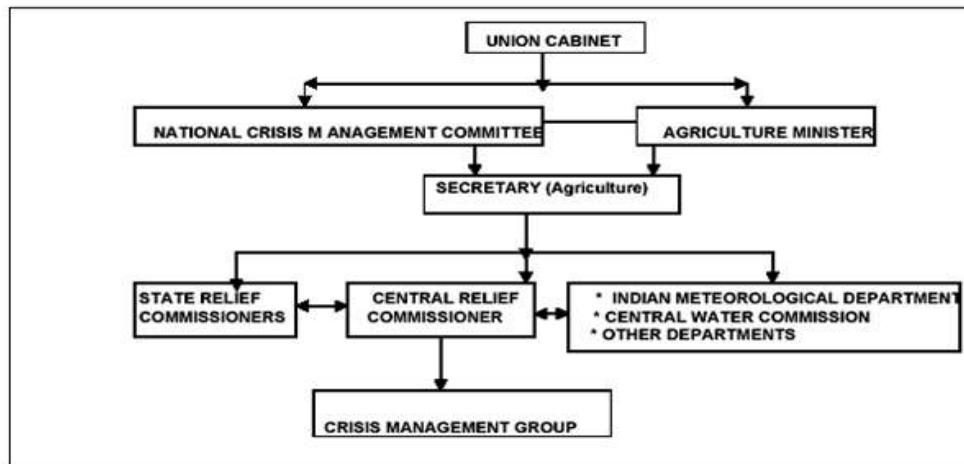 UNION CABINET
NATIONAL CRISIS M ANAGEMENT COMMITTEE
AGRICULTURE MINISTER
SECRETARY (Agriculture)
STATE RELIEF
COMMISSIONERS
CENTRAL RELIEF
COMMISSIONER
* INDIAN METEOROLOGICAL DEPARTMENT
* CENTRAL WATER COMMISSION
* OTHER DEPARTMENTS
CRISIS MANAGEMENT GROUP